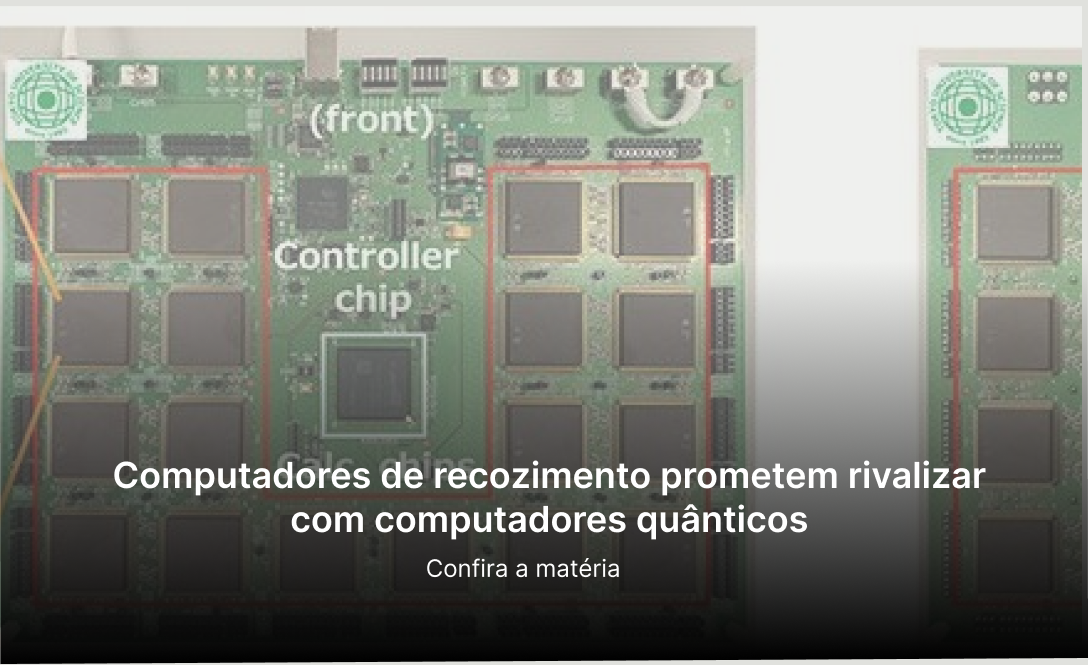 (front)
Controller
chip
Calc. chips
Computadores de recozimento prometem rivalizar
com computadores quânticos
Confira a matéria